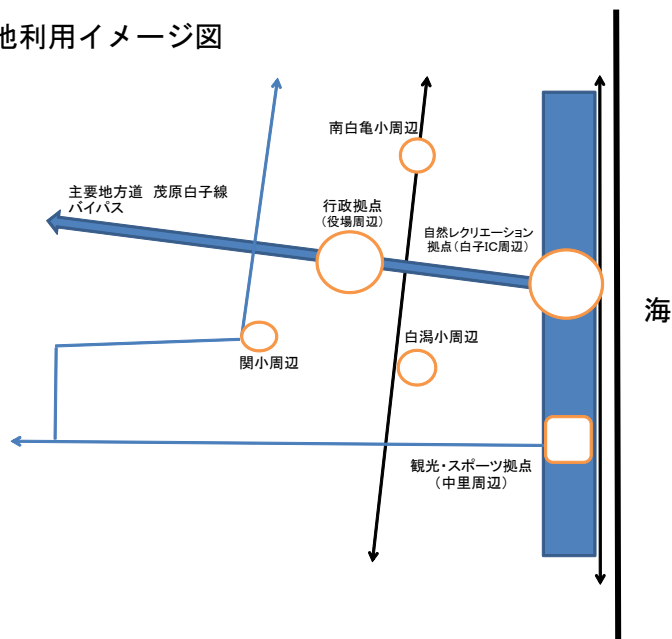 地利用イメージ図
南白亀小周辺
主要地方道　茂原白子線
バイパス
行政拠点
（役場周辺）
自然レクリエーション
拠点（白子IC周辺）
海
関小周辺
白潟小周辺
観光・スポーツ拠点
（中里周辺）